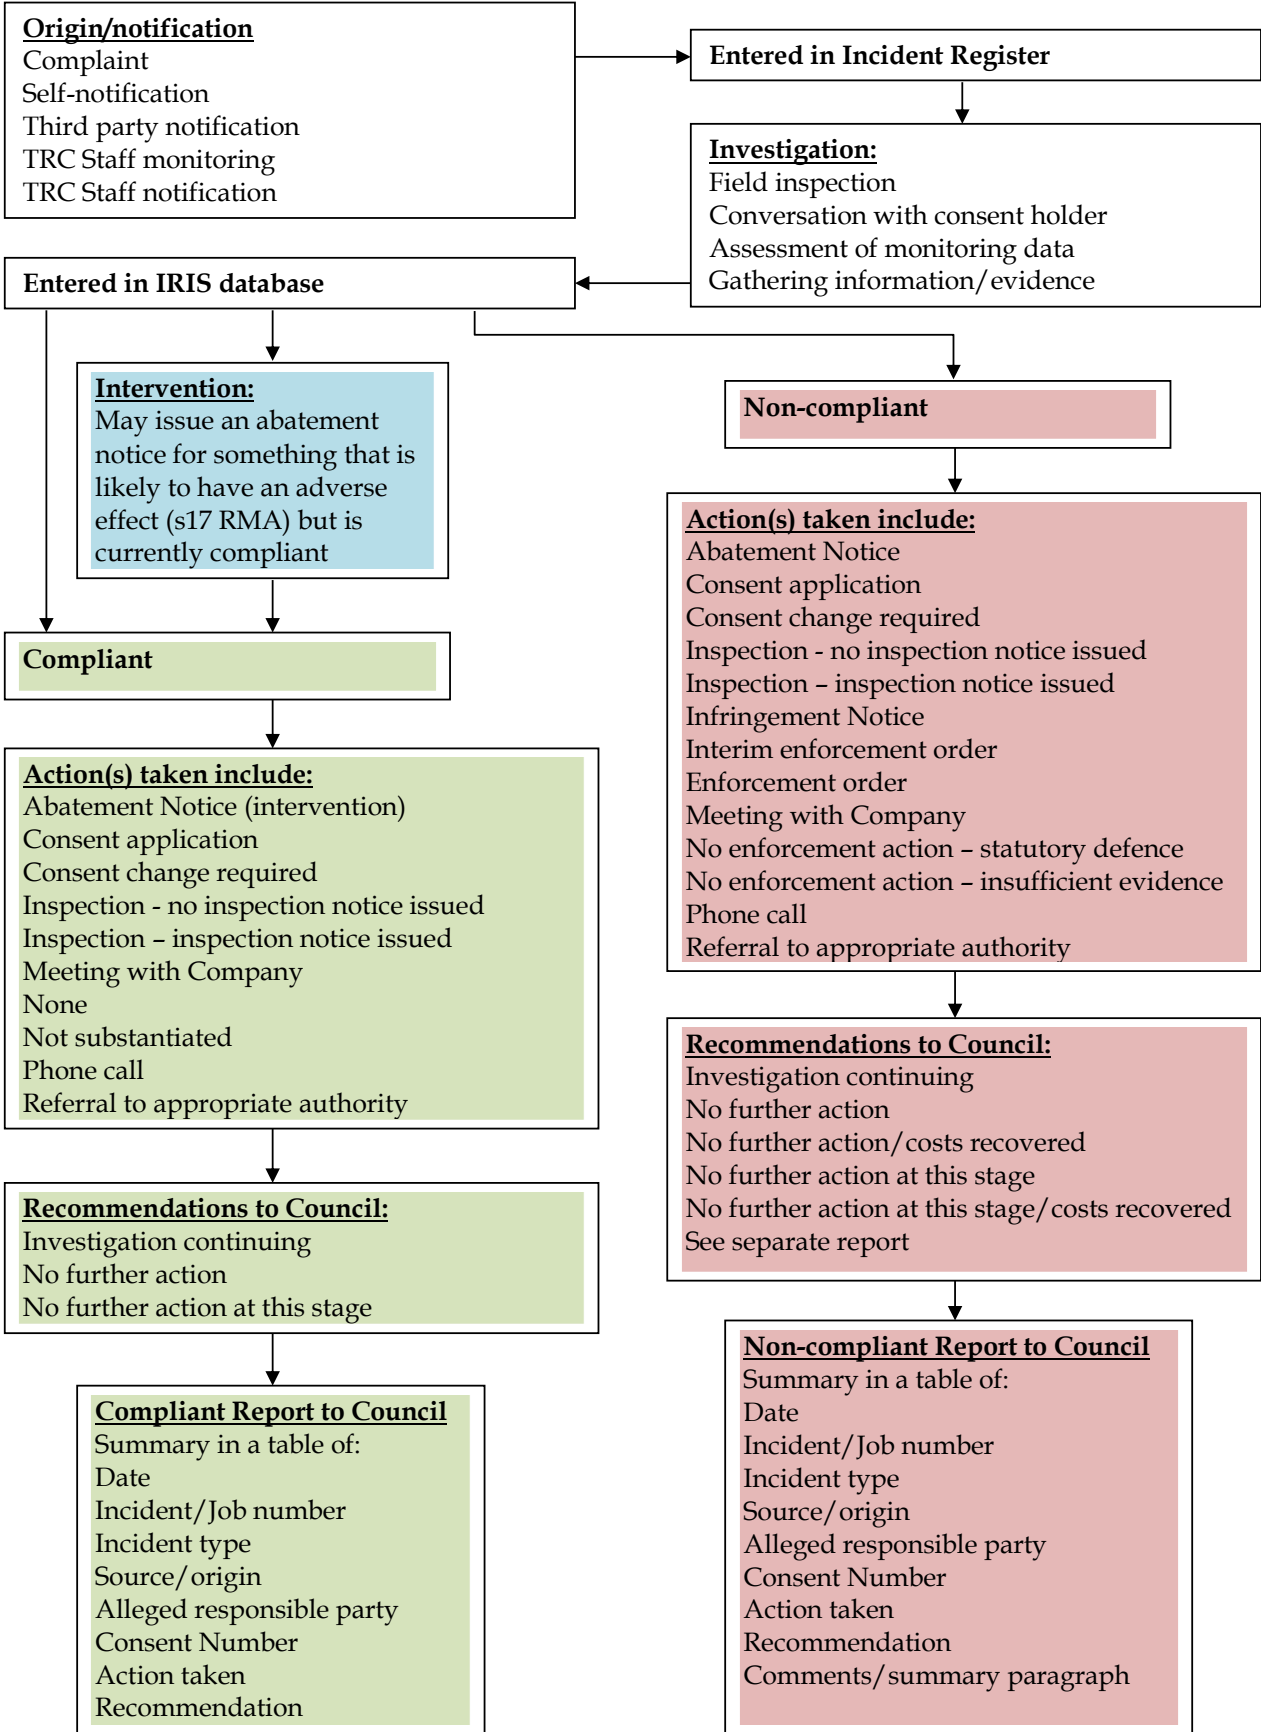 Origin/notification
Complaint
Self-notification
Third party notification
TRC Staff monitoring
TRC Staff notification
Entered in Incident Register
Investigation:
Field inspection
Conversation with consent holder
Assessment of monitoring data
Gathering information/evidence
Entered in IRIS database
Intervention:
May issue an abatement
notice for something that is
likely to have an adverse
effect (s17 RMA) but is
currently compliant
Compliant
Action(s) taken include:
Abatement Notice (intervention)
Consent application
Consent change required
Inspection - no inspection notice issued
Inspection – inspection notice issued
Meeting with Company
None
Not substantiated
Phone call
Referral to appropriate authority
Recommendations to Council:
Investigation continuing
No further action
No further action at this stage
Compliant Report to Council
Summary in a table of:
Date
Incident/Job number
Incident type
Source/origin
Alleged responsible party
Consent Number
Action taken
Recommendation
Non-compliant
Action(s) taken include:
Abatement Notice
Consent application
Consent change required
Inspection - no inspection notice issued
Inspection – inspection notice issued
Infringement Notice
Interim enforcement order
Enforcement order
Meeting with Company
No enforcement action – statutory defence
No enforcement action – insufficient evidence
Phone call
Referral to appropriate authority
Recommendations to Council:
Investigation continuing
No further action
No further action/costs recovered
No further action at this stage
No further action at this stage/costs recovered
See separate report
Non-compliant Report to Council
Summary in a table of:
Date
Incident/Job number
Incident type
Source/origin
Alleged responsible party
Consent Number
Action taken
Recommendation
Comments/summary paragraph